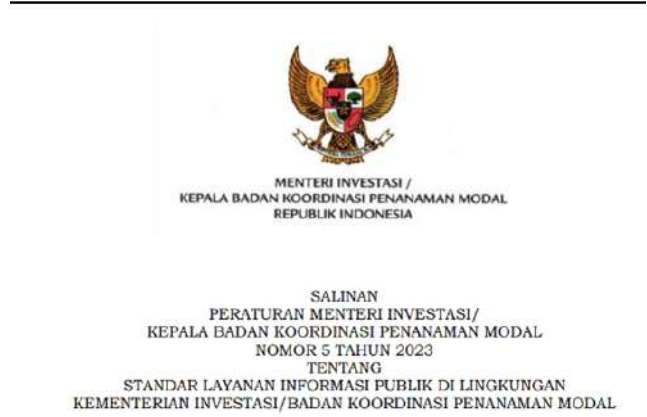 MENTERI INVESTASI /
KEPALA BADAN KOORDINASI PENANAMAN MODAL
REPUBLIK INDONESIA
SALINAN
PERATURAN MENTERI INVESTASI/
KEPALA BADAN KOORDINASI PENANAMAN MODAL
NOMOR 5 TAHUN 2023
TENTANG
STANDAR LAYANAN INFORMASI PUBLIK DI LINGKUNGAN
KEMENTERIAN INVESTASI/BADAN KOORDINASI PENANAMAN MODAL